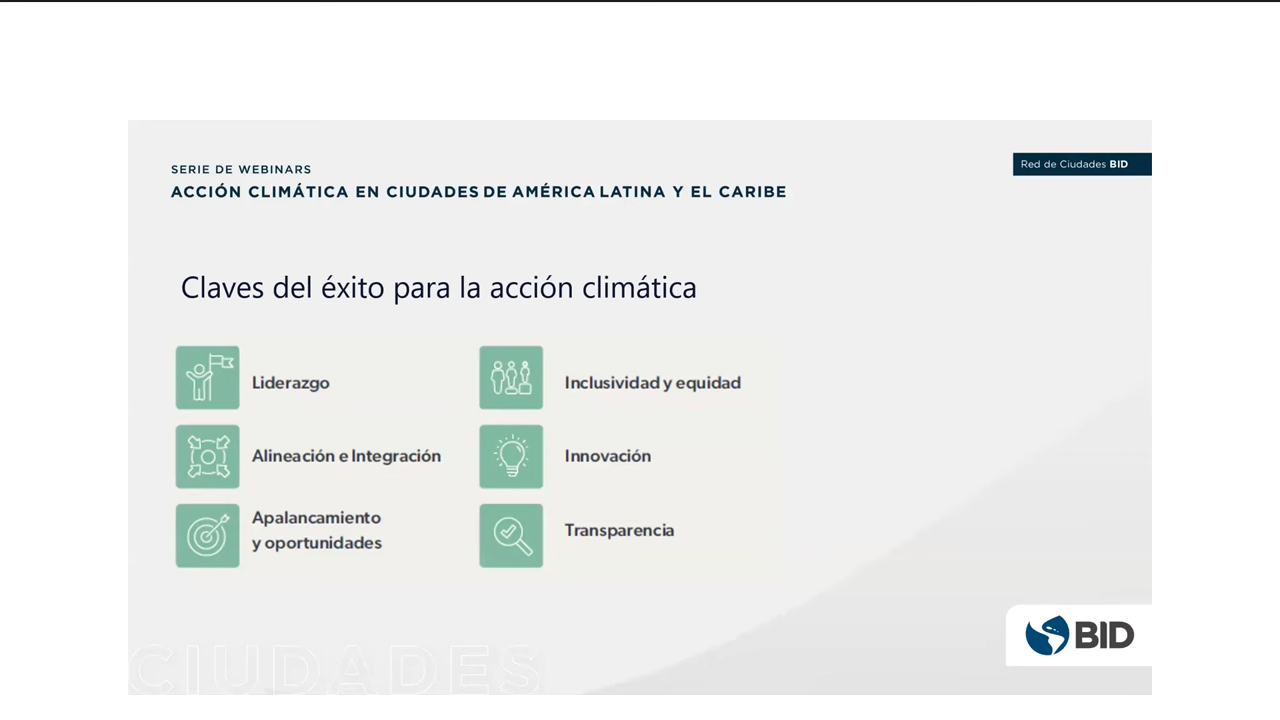 SERIE DE WEBINARS
ACCIÓN CLIMÁTICA EN CIUDADES DE AMÉRICA LATINA Y EL CARIBE
Red de Ciudades BID
Claves del éxito para la acción climática
Liderazgo
Inclusividad y equidad
Alineación e Integración
Innovación
Apalancamiento
y oportunidades
Transparencia
CIUDADES
BID